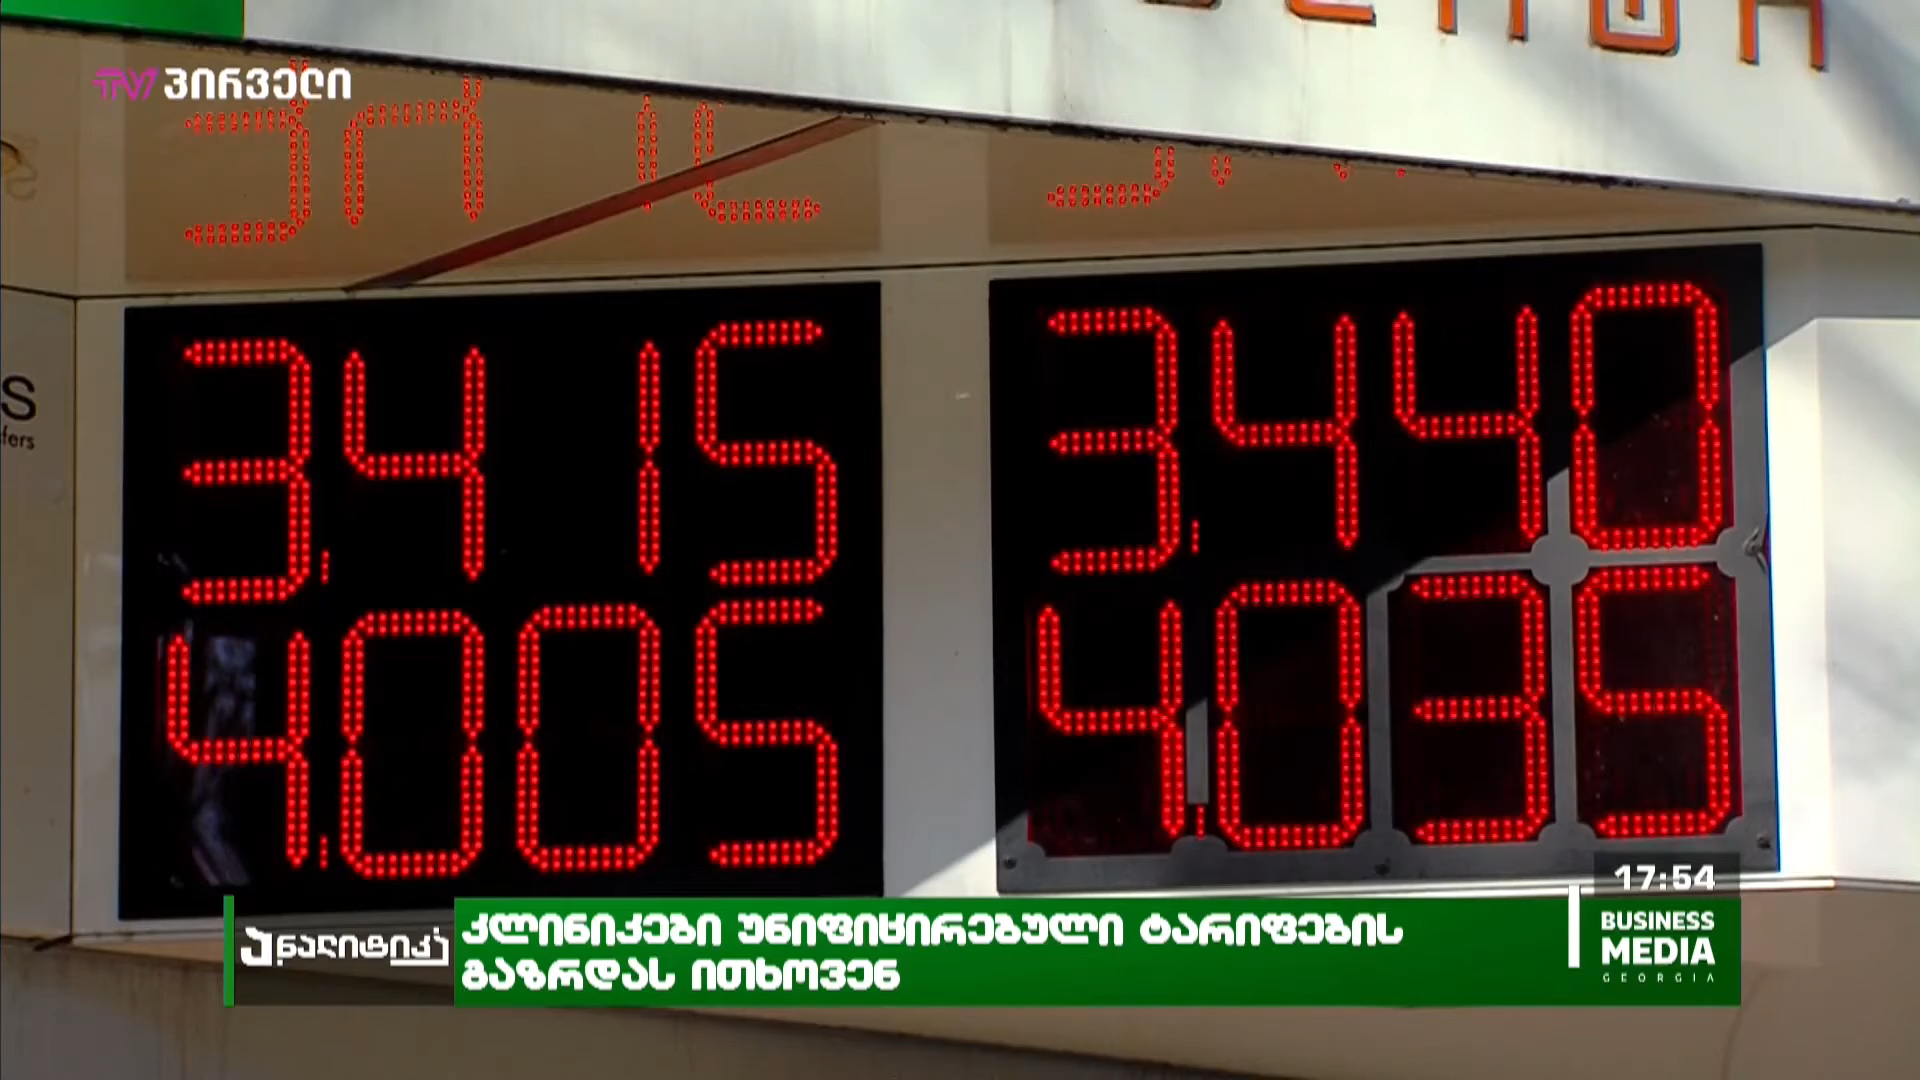 TV პირველი
S
fers
3,415 3,440
4,005 4,035
17:54
ანალიტიკა
კლინიკები უნიფიცირებული ტარიფების
გაზრდას ითხოვენ
BUSINESS
MEDIA
GEORGIA